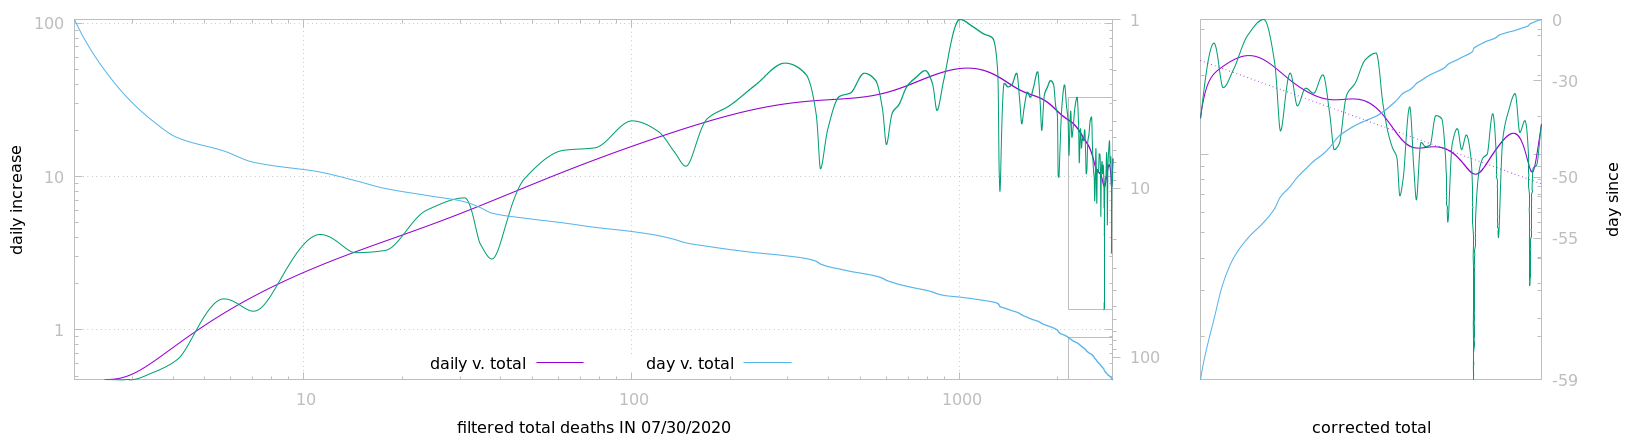 100
10
1
daily increase
daily v. total
day v. total
10
100
1000
filtered total deaths IN 07/30/2020
1
10
100
0
-30
-50
-55
-59
day since
corrected total